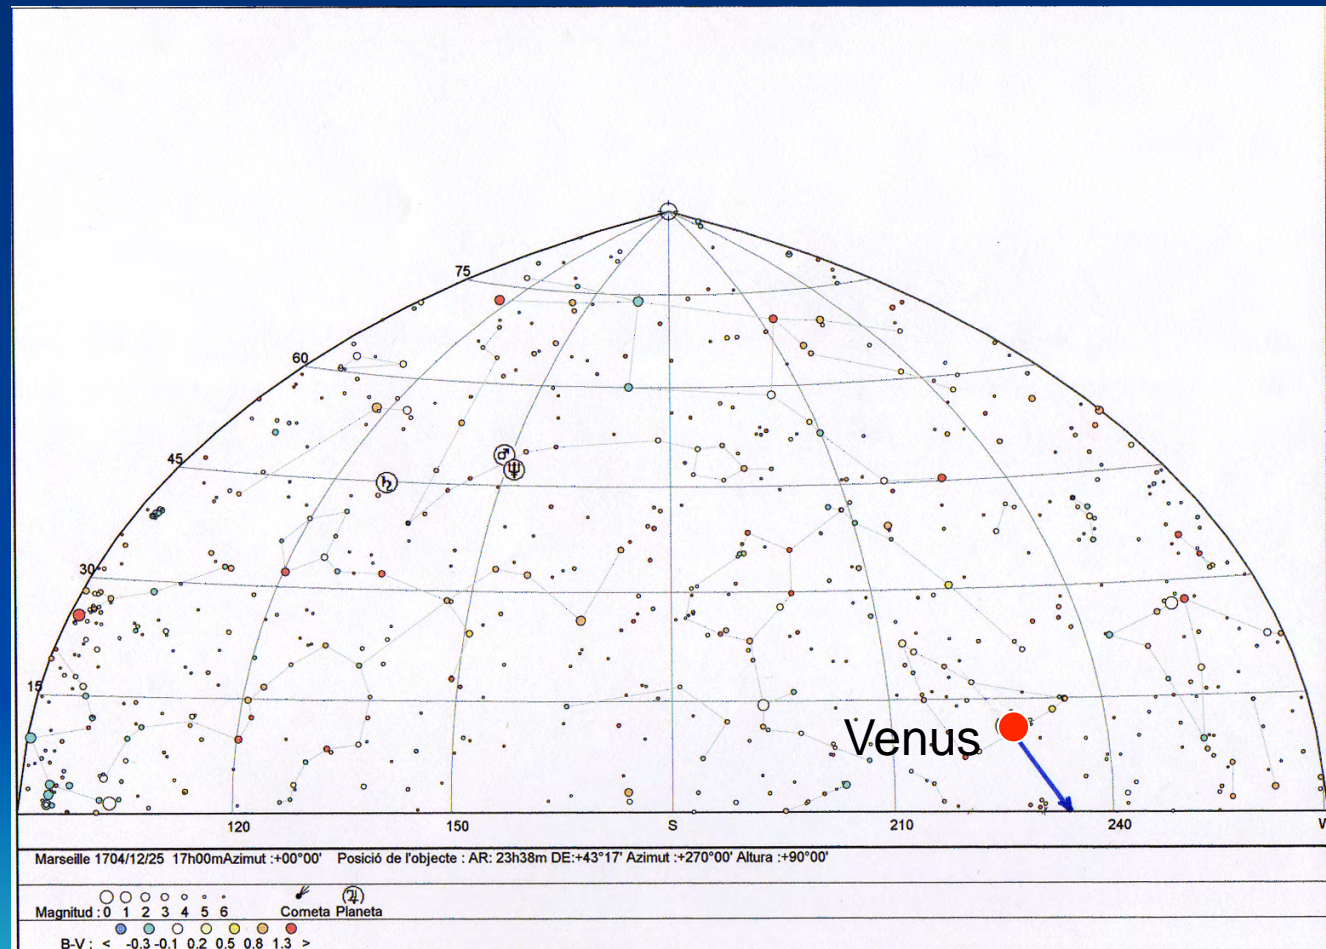 75
60
45
30
15
Venus
120 150 S 210 240 W
Marseille 1704/12/25 17h00mAzimut :+00°00' Posició de l'objecte : AR: 23h38m DE:+43°17' Azimut :+270°00' Altura :+90°00'
Magnitud : 0 1 2 3 4 5 6 Cometa Planeta
B-V : < -0.3 -0.1 0.2 0.5 0.8 1.3 >